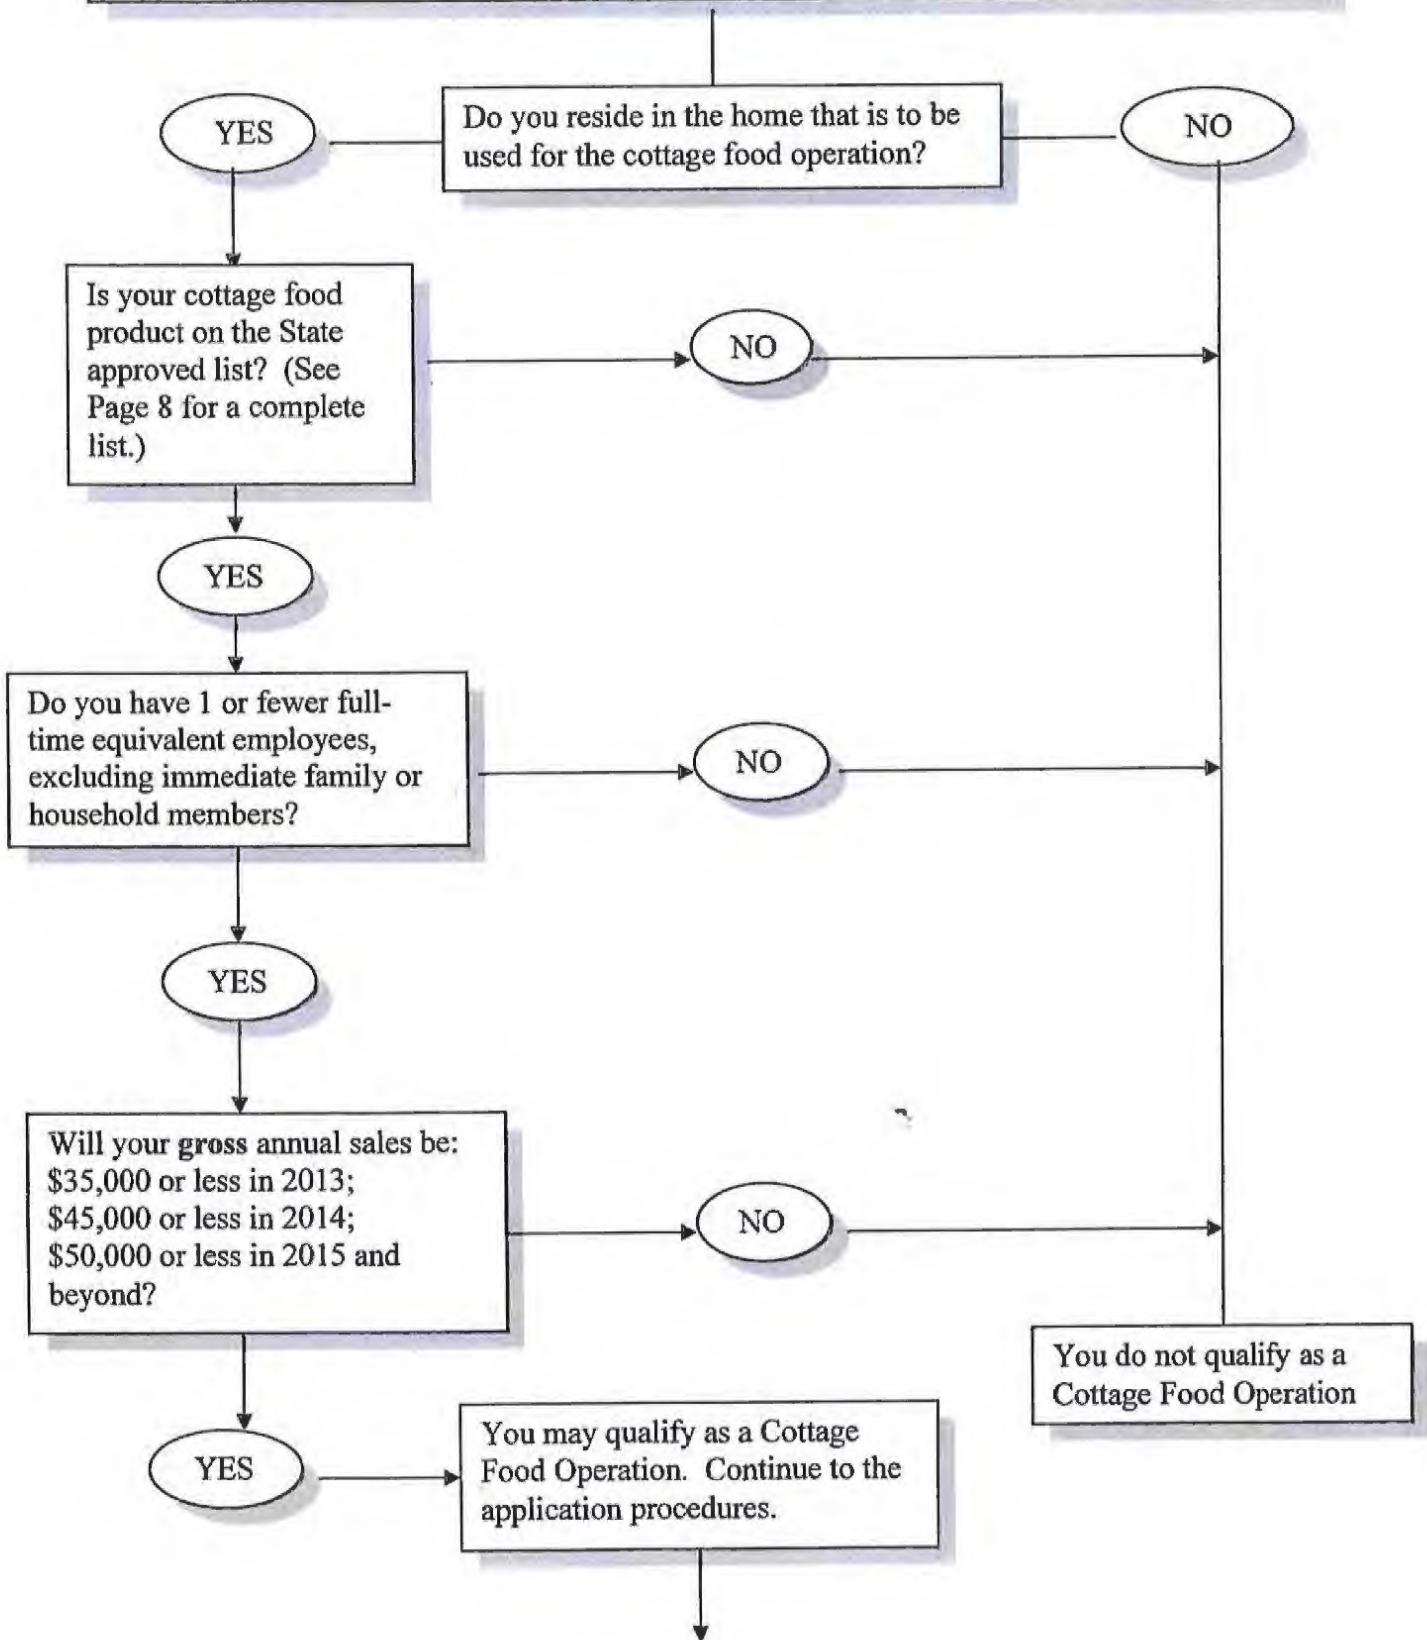 YES
Do you reside in the home that is to be
used for the cottage food operation?
NO
Is your cottage food
product on the State
approved list? (See
Page 8 for a complete
list.)
NO
YES
Do you have 1 or fewer full-
time equivalent employees,
excluding immediate family or
household members?
NO
YES
Will your gross annual sales be:
$35,000 or less in 2013;
$45,000 or less in 2014;
$50,000 or less in 2015 and
beyond?
NO
You do not qualify as a
Cottage Food Operation
YES
You may qualify as a Cottage
Food Operation. Continue to the
application procedures.